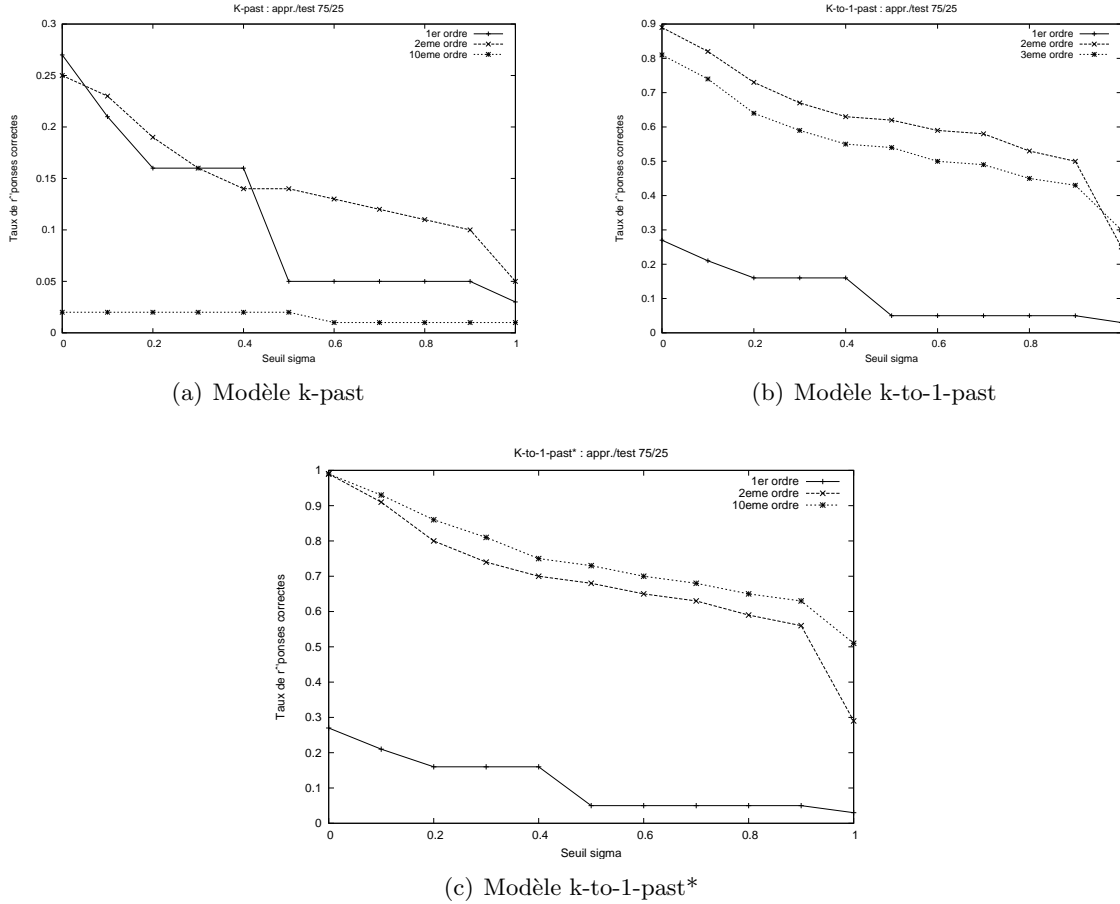 K-past : appr./test 75/25
1er ordre
2eme ordre
10eme ordre
Taux de r^'ponses correctes
0.3
0.25
0.2
0.15
0.1
0.05
0
0 0.2 0.4 0.6 0.8 1
Seuil sigma
(a) Modèle k-past
K-to-1-past : appr./test 75/25
1er ordre
2eme ordre
3eme ordre
Taux de r^'ponses correctes
0.9
0.8
0.7
0.6
0.5
0.4
0.3
0.2
0.1
0
0 0.2 0.4 0.6 0.8 1
Seuil sigma
(b) Modèle k-to-1-past
K-to-1-past* : appr./test 75/25
1er ordre
2eme ordre
10eme ordre
Taux de r^'ponses correctes
1
0.9
0.8
0.7
0.6
0.5
0.4
0.3
0.2
0.1
0
0 0.2 0.4 0.6 0.8 1
Seuil sigma
(c) Modèle k-to-1-past*